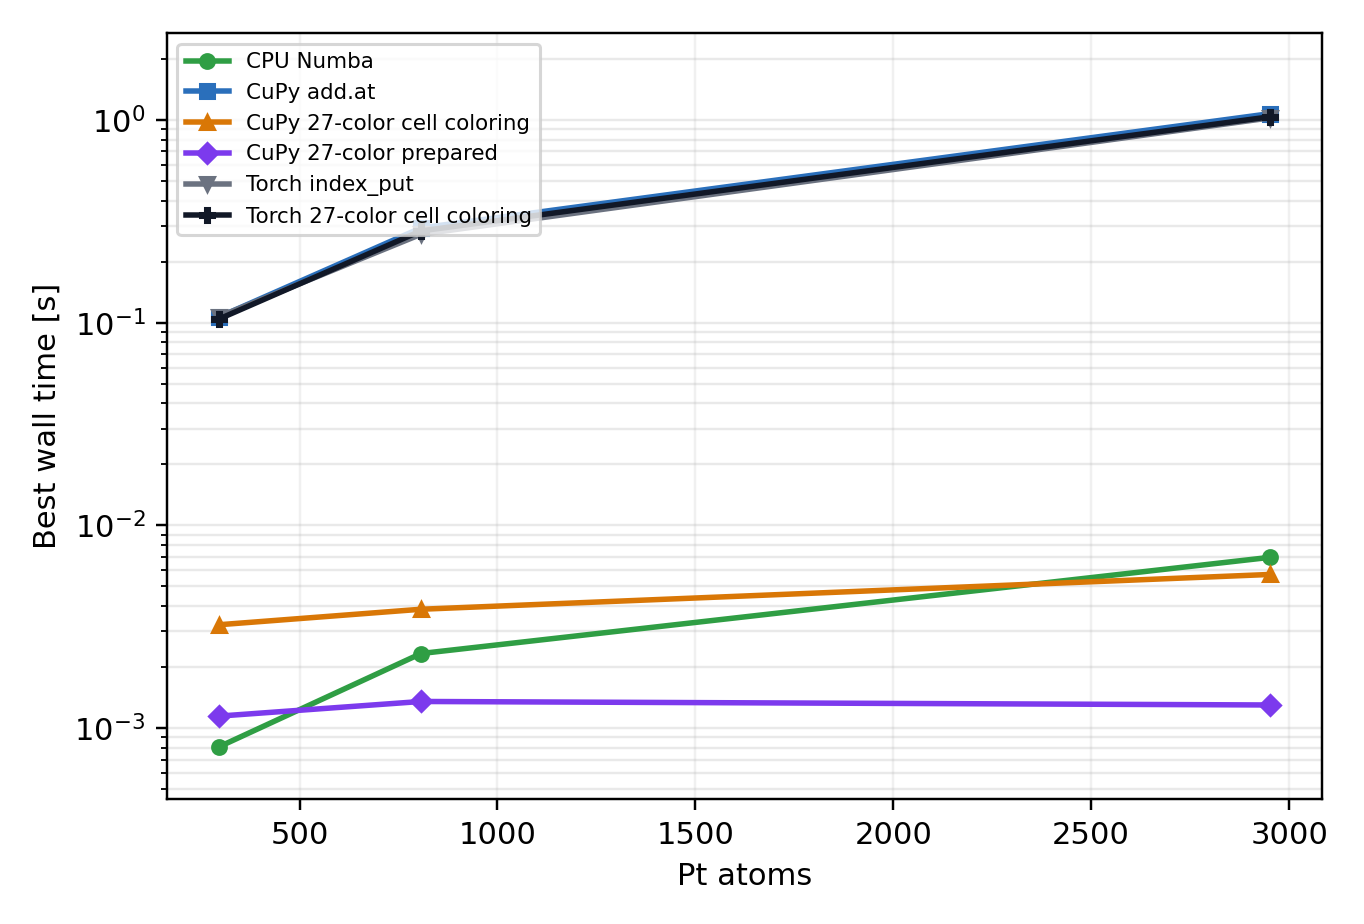 CPU Numba
CuPy add.at
CuPy 27-color cell coloring
CuPy 27-color prepared
Torch index_put
Torch 27-color cell coloring
10⁰
10⁻¹
10⁻²
10⁻³
Best wall time [s]
500 1000 1500 2000 2500 3000
Pt atoms